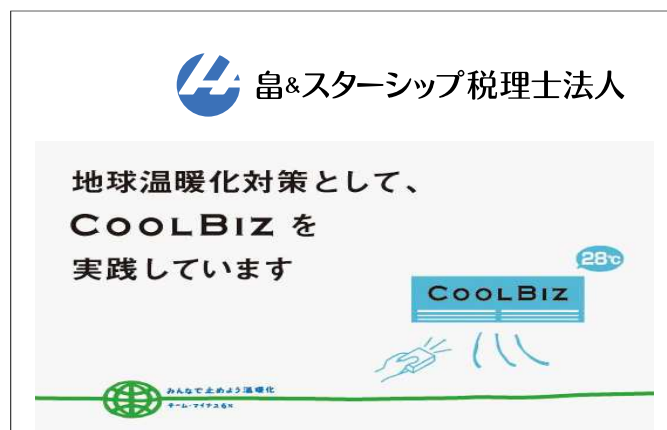 畠&スターシップ税理士法人
地球温暖化対策として、
COOLBIZ を
実践しています
28℃
COOLBIZ
みんなで止めよう温暖化
チーム・マイナス6%